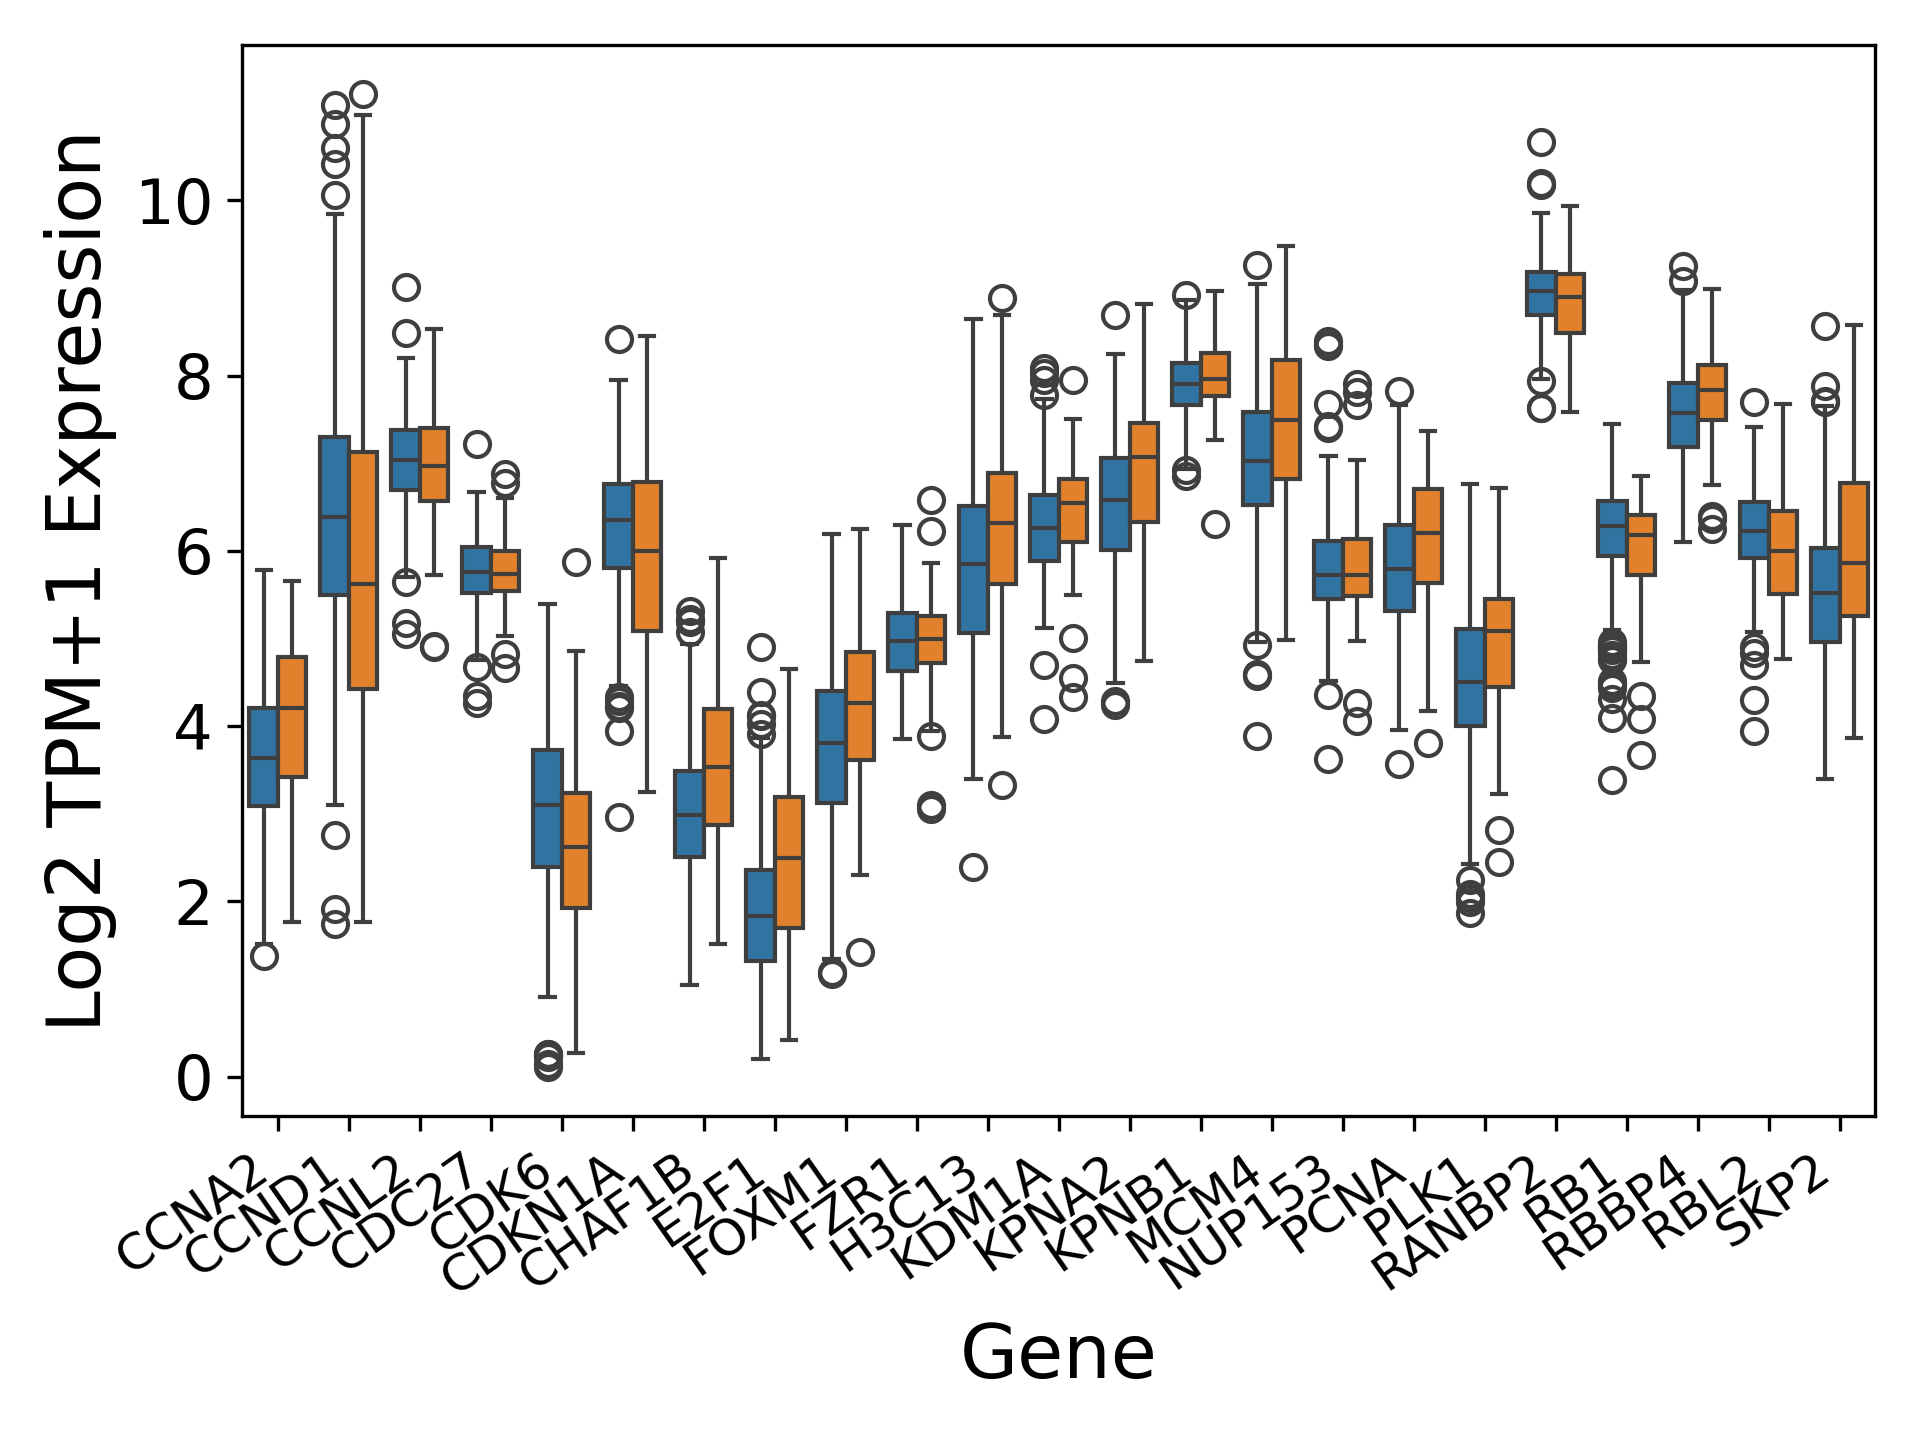 Log2 TPM+1 Expression
10
8
6
4
2
0
CCNA2
CCND1
CCNL2
CDC27
CDK6
CDKN1A
CHAF1B
E2F1
FOXM1
FZR1
H3C13
KDM1A
KPNA2
KPNB1
MCM4
NUP153
PCNA
PLK1
RANBP2
RB1
RBBP4
RBL2
SKP2
Gene